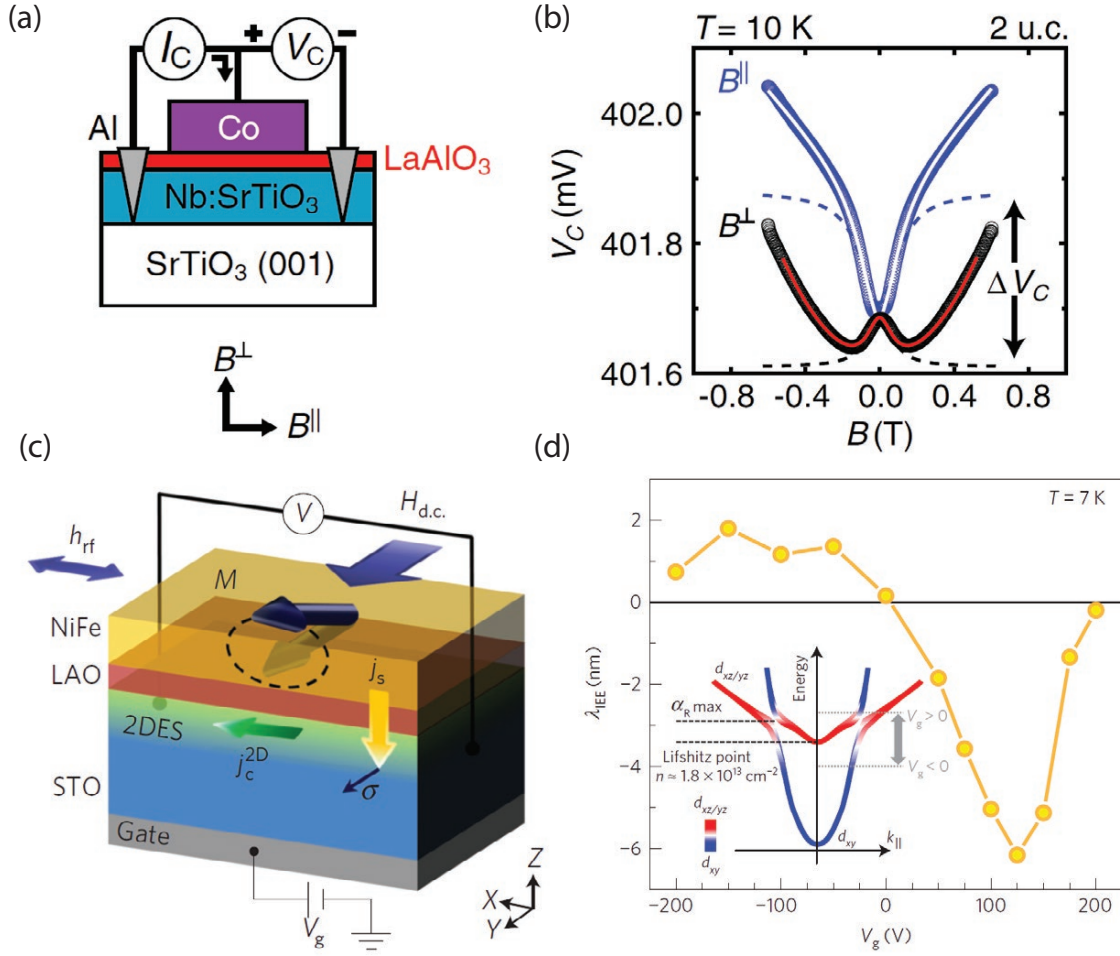 (a)
I_C
+
V_C
−
Al
Co
LaAlO₃
Nb:SrTiO₃
SrTiO₃ (001)
B^⊥
B^||
(b)
T = 10 K
2 u.c.
B^||
B^⊥
Δ V_C
V_C (mV)
402.0
401.8
401.6
-0.8
-0.4
0.0
0.4
0.8
B (T)
(c)
V
H_d.c.
h_rf
M
NiFe
LAO
2DES
STO
Gate
j_s
j_c^2D
σ
Z
X
Y
V_g
(d)
T = 7 K
λ_IEE (nm)
2
0
−2
−4
−6
−200
−100
0
100
200
V_g (V)
Energy
d_xz/yz
α_R max
V_g > 0
Lifshitz point
n ≃ 1.8 × 10¹³ cm⁻²
V_g < 0
d_xz/yz
d_xy
d_xy
k_||